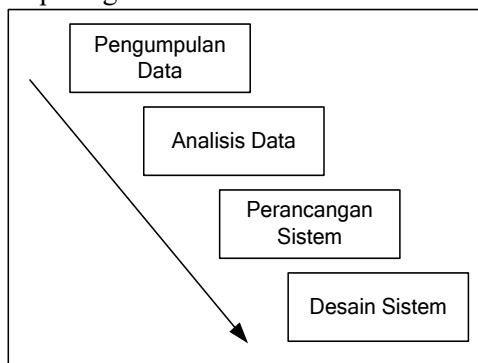 Pengumpulan
Data
Analisis Data
Perancangan
Sistem
Desain Sistem